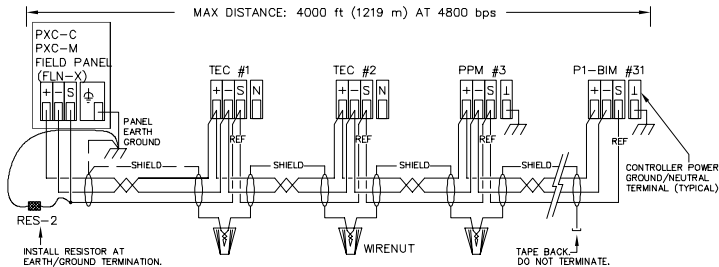 MAX DISTANCE: 4000 ft (1219 m) AT 4800 bps
PXC-C
PXC-M
FIELD PANEL
(FLN-X)
+ - S
PANEL
EARTH
GROUND
TEC #1
+ - S N
REF
TEC #2
+ - S N
REF
PPM #3
+ - S ⊥
REF
P1-BIM #31
+ - S ⊥
REF
SHIELD
SHIELD
SHIELD
SHIELD
CONTROLLER POWER
GROUND/NEUTRAL
TERMINAL (TYPICAL)
RES-2
INSTALL RESISTOR AT
EARTH/GROUND TERMINATION.
WIRENUT
TAPE BACK.
DO NOT TERMINATE.